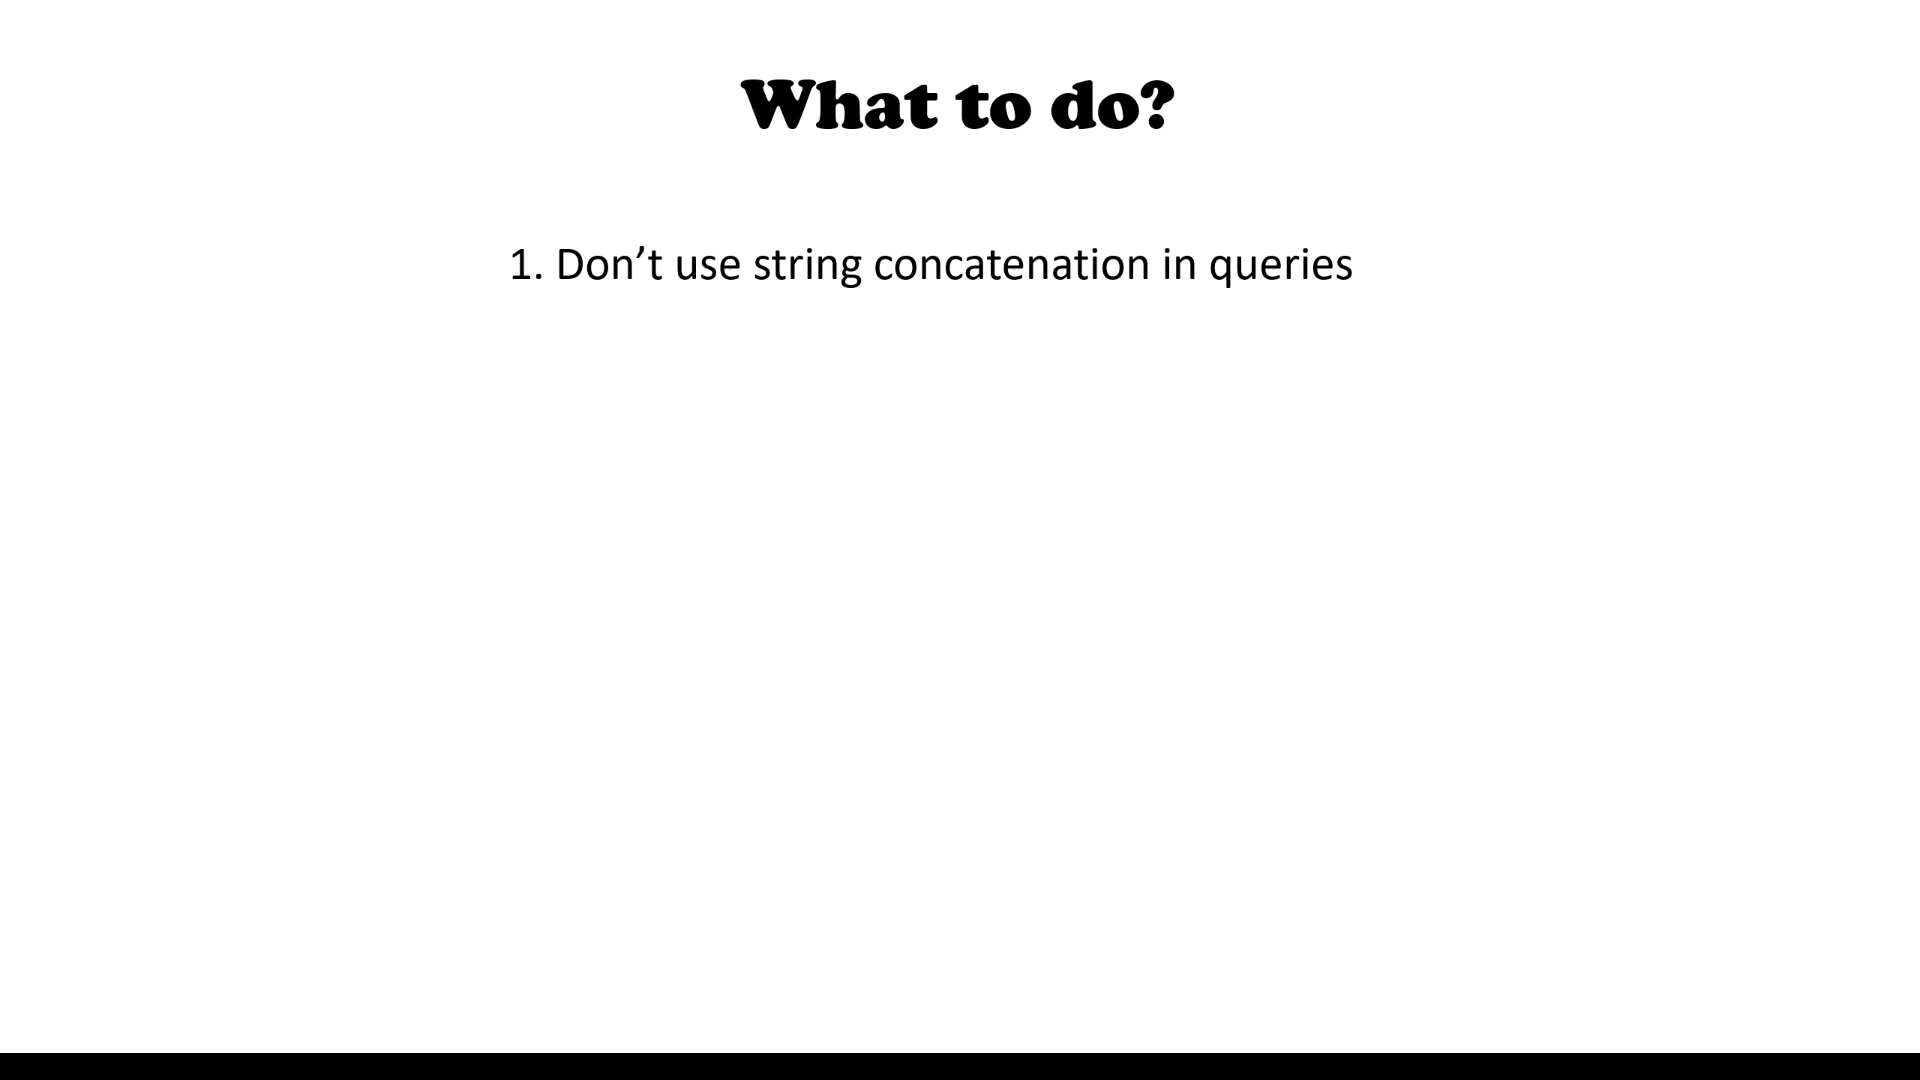 What to do?
1. Don’t use string concatenation in queries